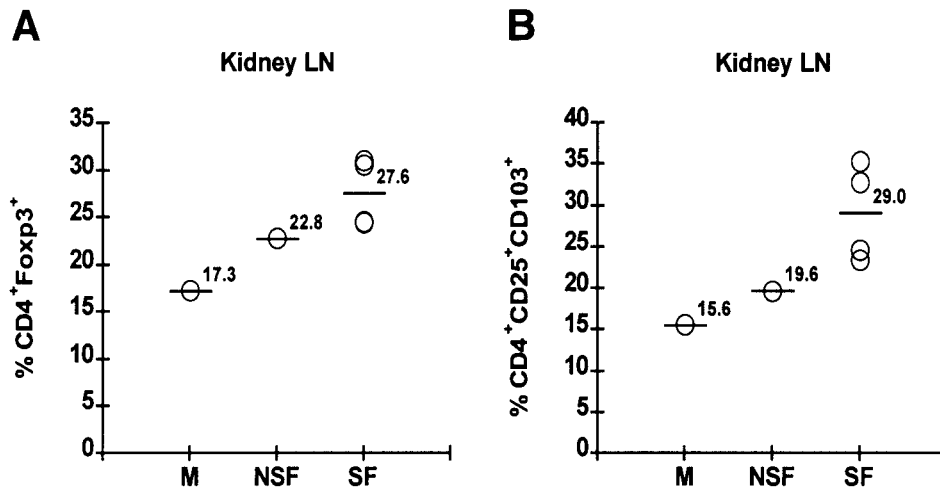 A
Kidney LN
% CD4+Foxp3+
35
30
25
20
15
10
5
0
17.3
22.8
27.6
M NSF SF
B
Kidney LN
% CD4+CD25+CD103+
40
35
30
25
20
15
10
5
0
15.6
19.6
29.0
M NSF SF